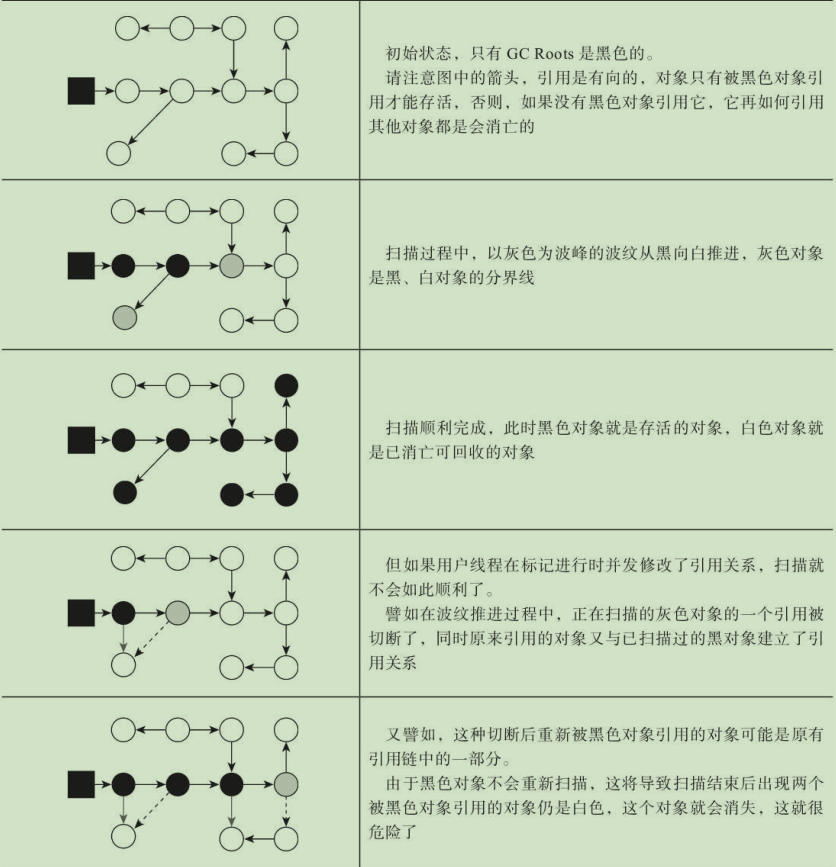 初始状态，只有 GC Roots 是黑色的。
请注意图中的箭头，引用是有向的，对象只有被黑色对象引
用才能存活，否则，如果没有黑色对象引用它，它再如何引用
其他对象都是会消亡的
扫描过程中，以灰色为波峰的波纹从黑向白推进，灰色对象
是黑、白对象的分界线
扫描顺利完成，此时黑色对象就是存活的对象，白色对象就
是已消亡可回收的对象
但如果用户线程在标记进行时并发修改了引用关系，扫描就
不会如此顺利了。
譬如在波纹推进过程中，正在扫描的灰色对象的一个引用被
切断了，同时原来引用的对象又与已扫描过的黑对象建立了引
用关系
又譬如，这种切断后重新被黑色对象引用的对象可能是原有
引用链中的一部分。
由于黑色对象不会重新扫描，这将导致扫描结束后出现两个
被黑色对象引用的对象仍是白色，这个对象就会消失，这就很
危险了